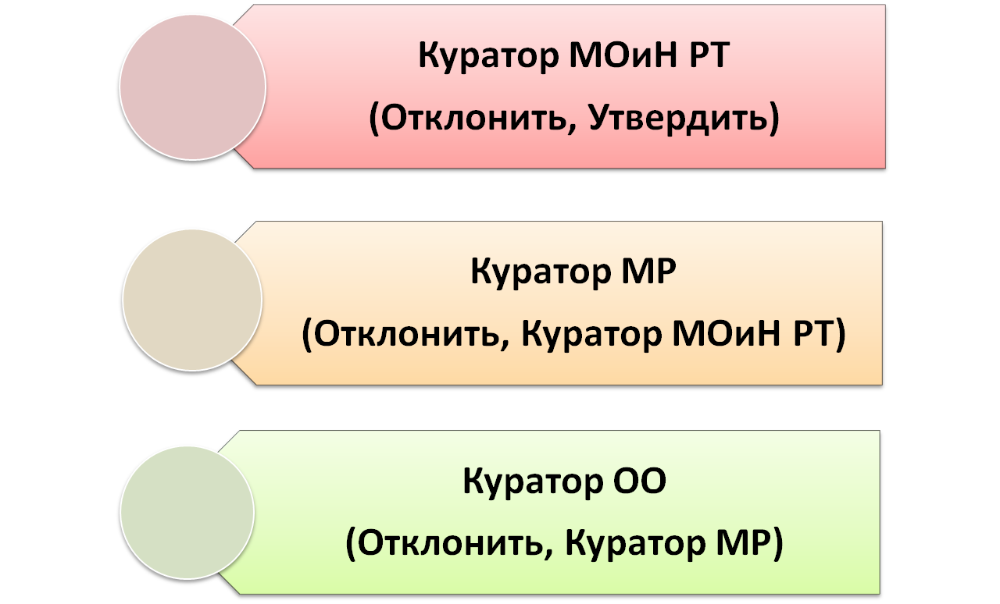 Куратор МОиН РТ
(Отклонить, Утвердить)
Куратор МР
(Отклонить, Куратор МОиН РТ)
Куратор ОО
(Отклонить, Куратор МР)